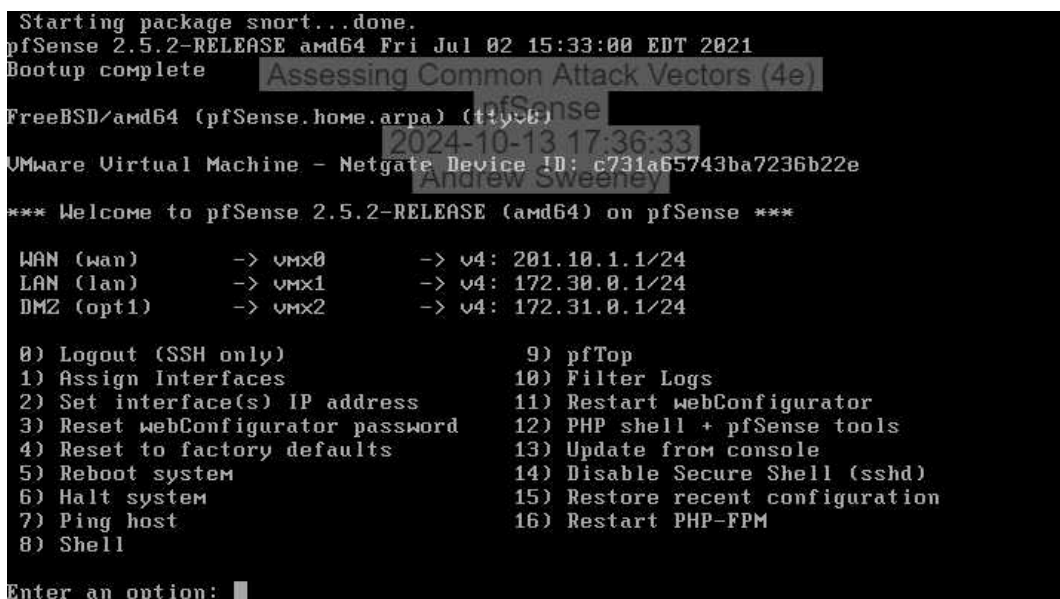 Starting package snort...done.
pfSense 2.5.2-RELEASE amd64 Fri Jul 02 15:33:00 EDT 2021
Bootup complete
Assessing Common Attack Vectors (4e)
pfSense
FreeBSD/amd64 (pfSense.home.arpa) (ttyv0)
2024-10-13 17:36:33
VMware Virtual Machine - Netgate Device ID: c731a65743ba7236b22e
Andrew Sweeney
*** Welcome to pfSense 2.5.2-RELEASE (amd64) on pfSense ***
WAN (wan) -> vmx0 -> v4: 201.10.1.1/24
LAN (lan) -> vmx1 -> v4: 172.30.0.1/24
DMZ (opt1) -> vmx2 -> v4: 172.31.0.1/24
0) Logout (SSH only) 9) pfTop
1) Assign Interfaces 10) Filter Logs
2) Set interface(s) IP address 11) Restart webConfigurator
3) Reset webConfigurator password 12) PHP shell + pfSense tools
4) Reset to factory defaults 13) Update from console
5) Reboot system 14) Disable Secure Shell (sshd)
6) Halt system 15) Restore recent configuration
7) Ping host 16) Restart PHP-FPM
8) Shell
Enter an option: